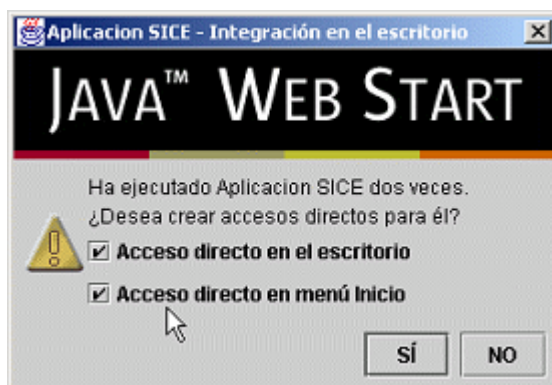 Aplicacion SICE - Integración en el escritorio
JAVA™ WEB START
Ha ejecutado Aplicacion SICE dos veces.
¿Desea crear accesos directos para él?
Acceso directo en el escritorio
Acceso directo en menú Inicio
SÍ
NO